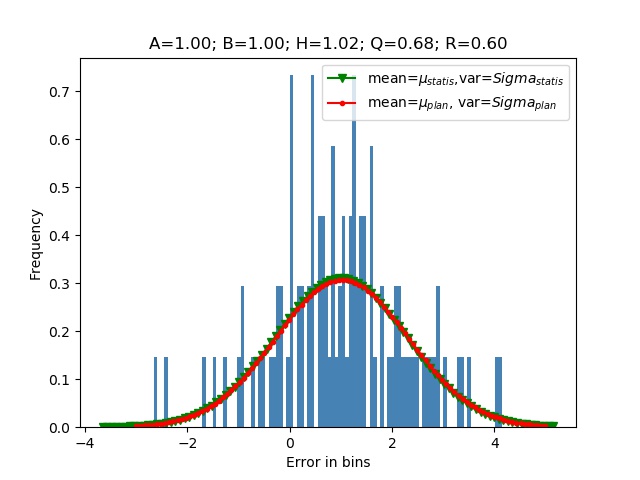 A=1.00; B=1.00; H=1.02; Q=0.68; R=0.60
mean=μstatis,var=Sigmastatis
mean=μplan, var=Sigmaplan
0.7
0.6
0.5
0.4
0.3
0.2
0.1
0.0
Frequency
−4
−2
0
2
4
Error in bins